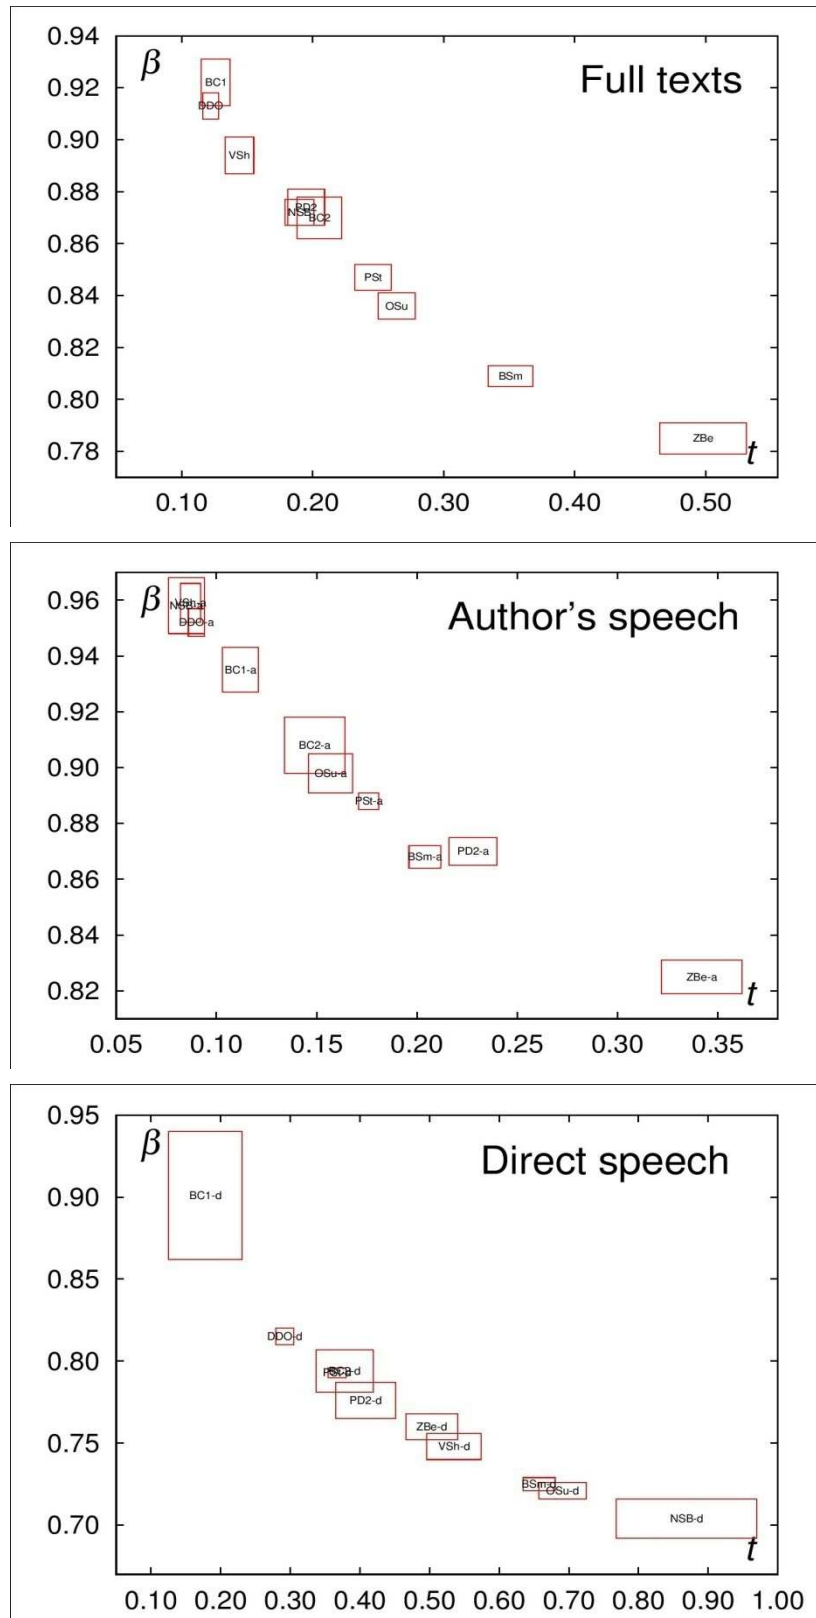 0.94
β
BC1
Full texts
0.92
DDO
0.90
VSh
0.88
PD2
NSB
BC2
0.86
PSt
0.84
OSu
0.82
BSm
0.80
ZBe
0.78
t
0.10 0.20 0.30 0.40 0.50
0.96
β
VSh-a
NSB-a
DDO-a
Author's speech
0.94
BC1-a
0.92
BC2-a
0.90
OSu-a
PSt-a
0.88
BSm-a
PD2-a
0.86
0.84
ZBe-a
0.82
t
0.05 0.10 0.15 0.20 0.25 0.30 0.35
0.95
β
Direct speech
0.90
BC1-d
0.85
DDO-d
0.80
PSt-d
BC2-d
PD2-d
ZBe-d
0.75
VSh-d
BSm-d
OSu-d
0.70
NSB-d
t
0.10 0.20 0.30 0.40 0.50 0.60 0.70 0.80 0.90 1.00